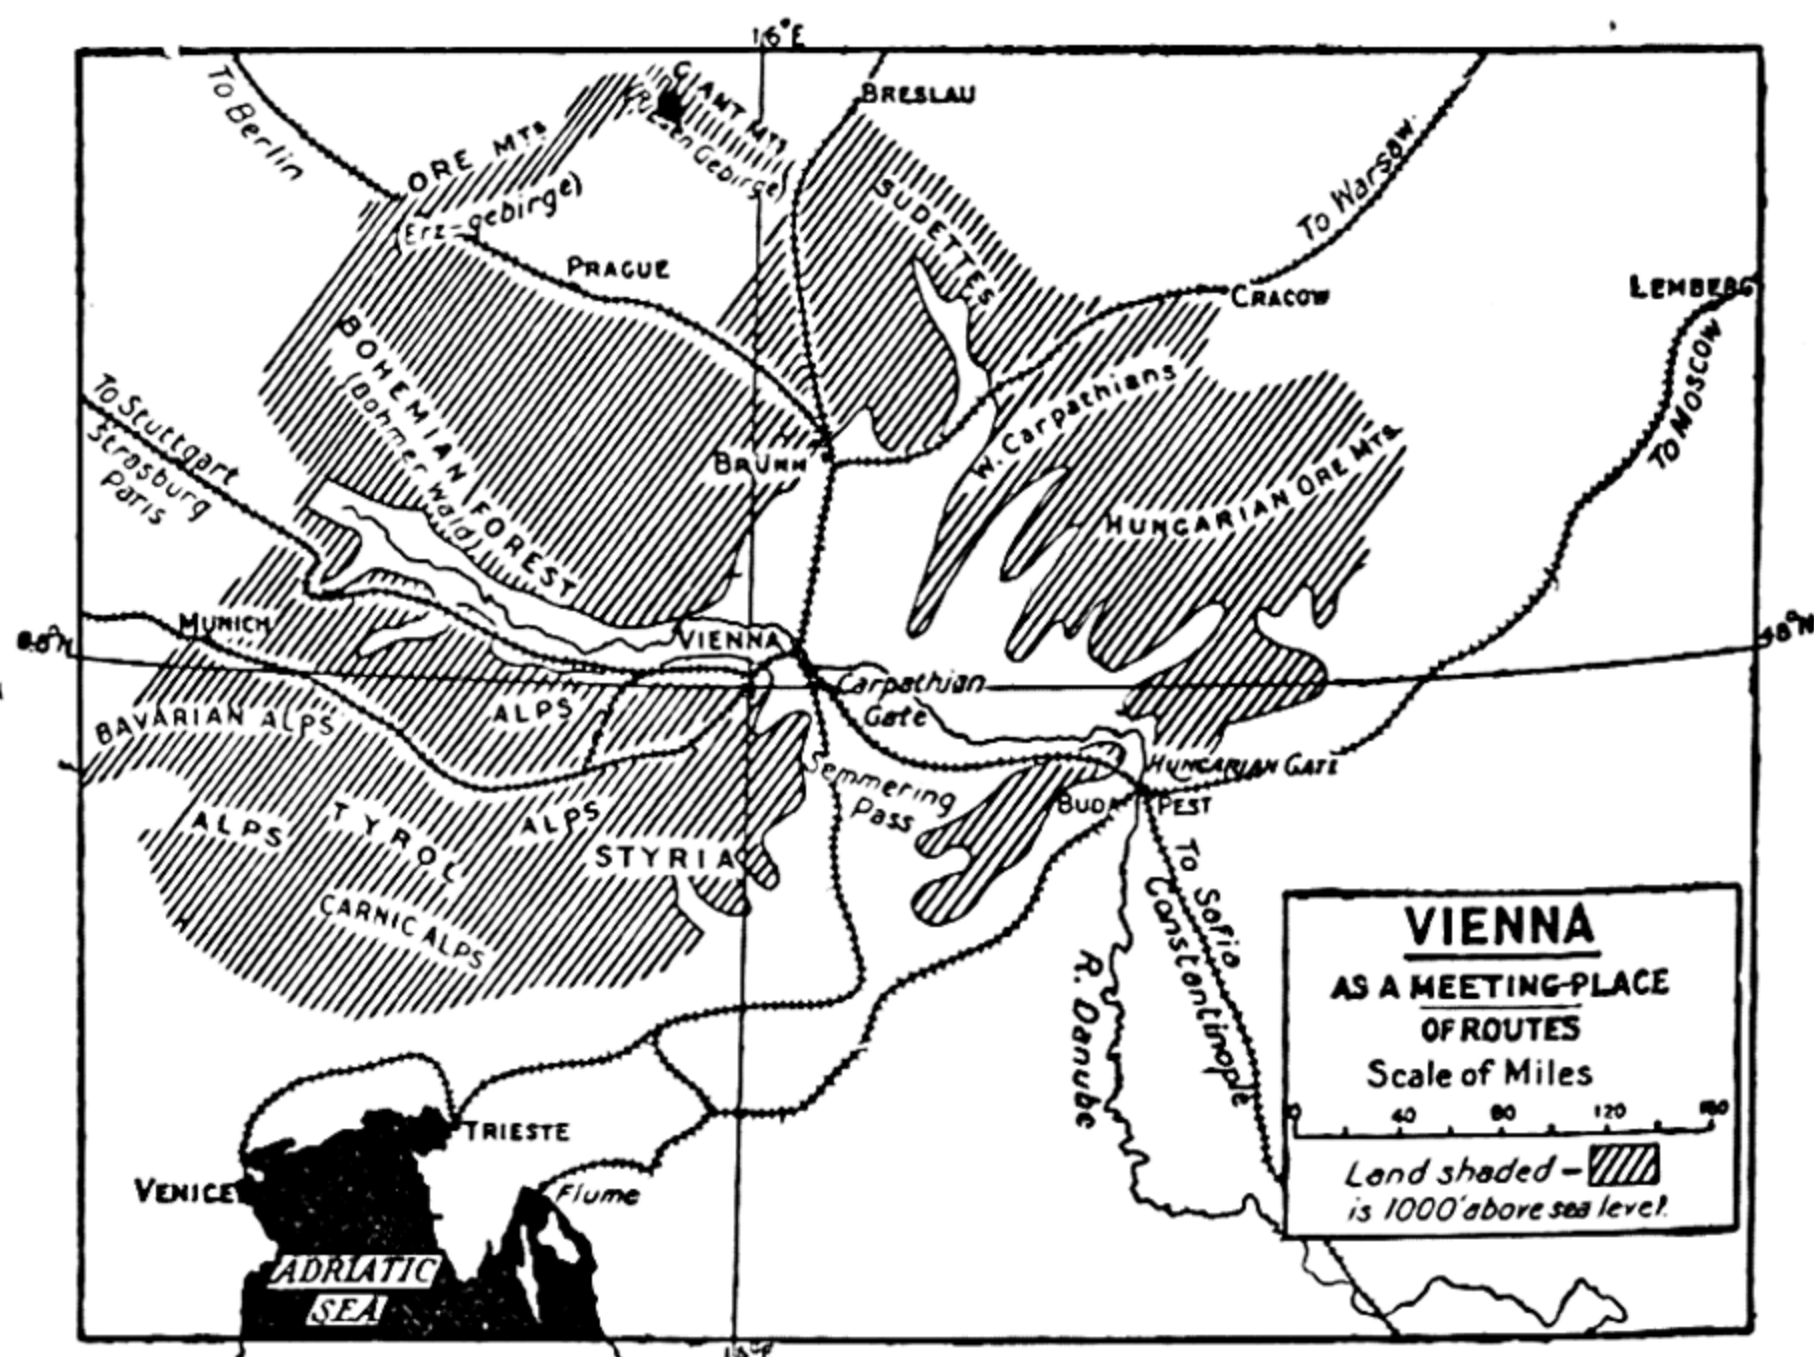 16°E
To Berlin
GIANT MTS
(Riesen Gebirge)
BRESLAU
ORE MTS
(Erz-gebirge)
SUDETTES
To Warsaw
PRAGUE
CRACOW
LEMBERG
To Moscow
BOHEMIAN FOREST
(Bohmer Wald)
To Stuttgart
Strasburg
Paris
W. Carpathians
BRUNN
HUNGARIAN ORE MTS
MUNICH
VIENNA
48°N
Carpathian
Gate
BAVARIAN ALPS
ALPS
Semmering
Pass
HUNGARIAN GATE
BUDA PEST
ALPS
TYROL
ALPS
STYRIA
CARNIC ALPS
To Sofia
Constantinople
R. Danube
TRIESTE
VENICE
Fiume
ADRIATIC
SEA
VIENNA
AS A MEETING-PLACE
OF ROUTES
Scale of Miles
0 40 80 120 160
Land shaded –
is 1000' above sea level.